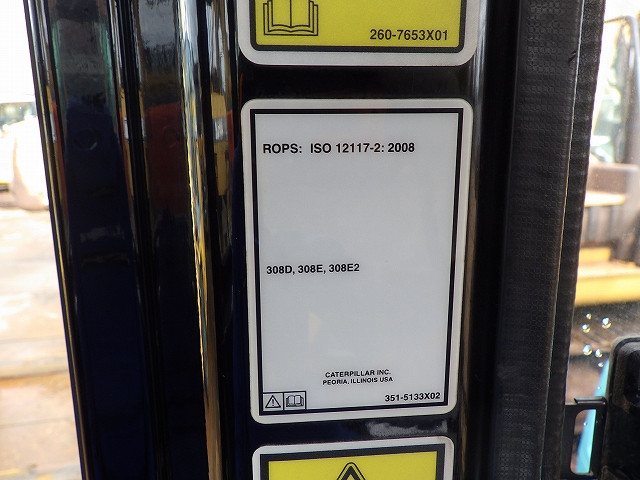 260-7653X01
ROPS: ISO 12117-2: 2008
308D, 308E, 308E2
CATERPILLAR INC.
PEORIA, ILLINOIS USA
351-5133X02